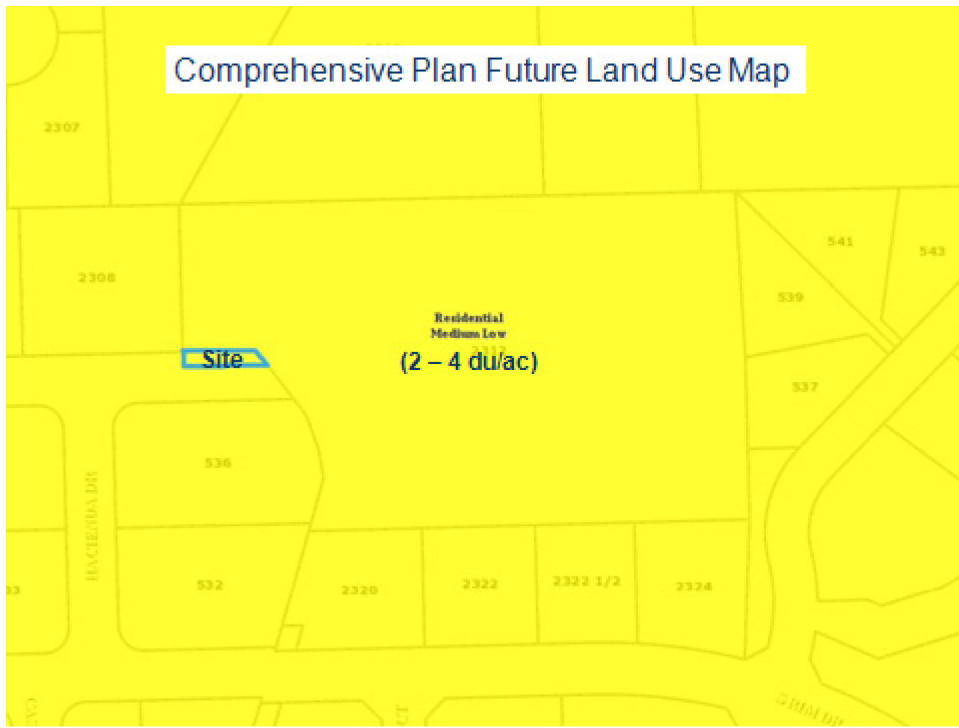 Comprehensive Plan Future Land Use Map
2307
541
543
2308
539
Residential
Medium Low
Site
(2 – 4 du/ac)
537
536
HACIENDA DR
532
2320
2322
2322 1/2
2324